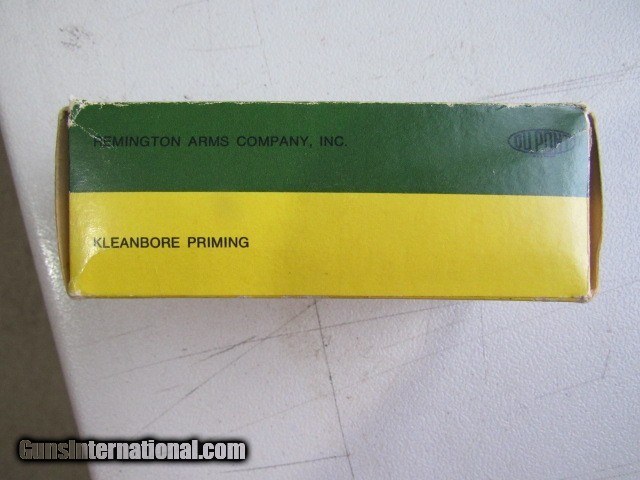 REMINGTON ARMS COMPANY, INC.
DU PONT
KLEANBORE PRIMING
GunsInternational.com